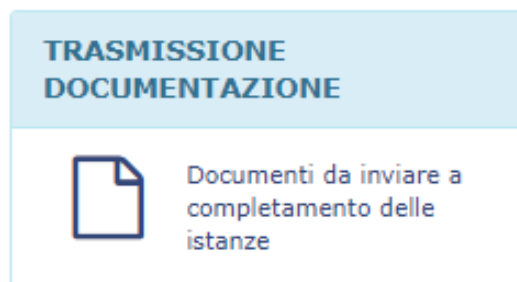 TRASMISSIONE
DOCUMENTAZIONE
Documenti da inviare a
completamento delle
istanze